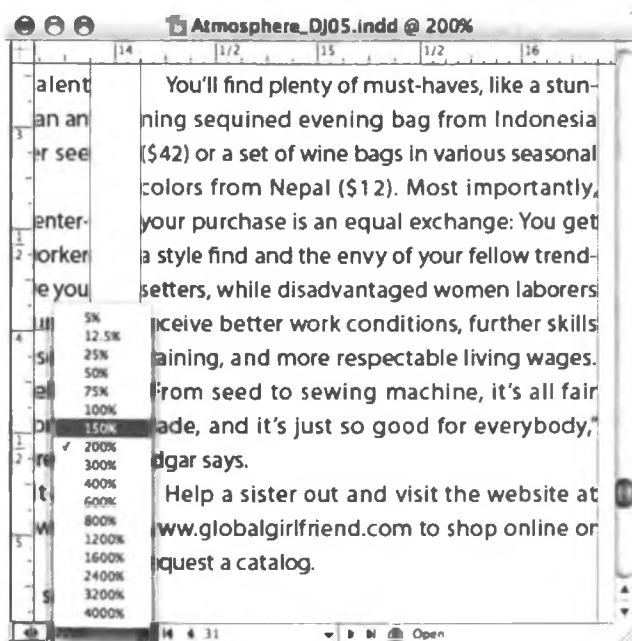 Atmosphere_DJ05.indd @ 200%
14 1/2 15 1/2 16
alent
an an
r see
enter-
orker
e you
You'll find plenty of must-haves, like a stun-
ning sequined evening bag from Indonesia
($42) or a set of wine bags in various seasonal
colors from Nepal ($12). Most importantly,
your purchase is an equal exchange: You get
a style find and the envy of your fellow trend-
setters, while disadvantaged women laborers
ceive better work conditions, further skills
aining, and more respectable living wages.
From seed to sewing machine, it's all fair
ade, and it's just so good for everybody,"
dgar says.
Help a sister out and visit the website at
ww.globalgirlfriend.com to shop online or
quest a catalog.
3
1/2
4
1/2
5
5%
12.5%
25%
50%
75%
100%
150%
✓ 200%
300%
400%
600%
800%
1200%
1600%
2400%
3200%
4000%
31 Open